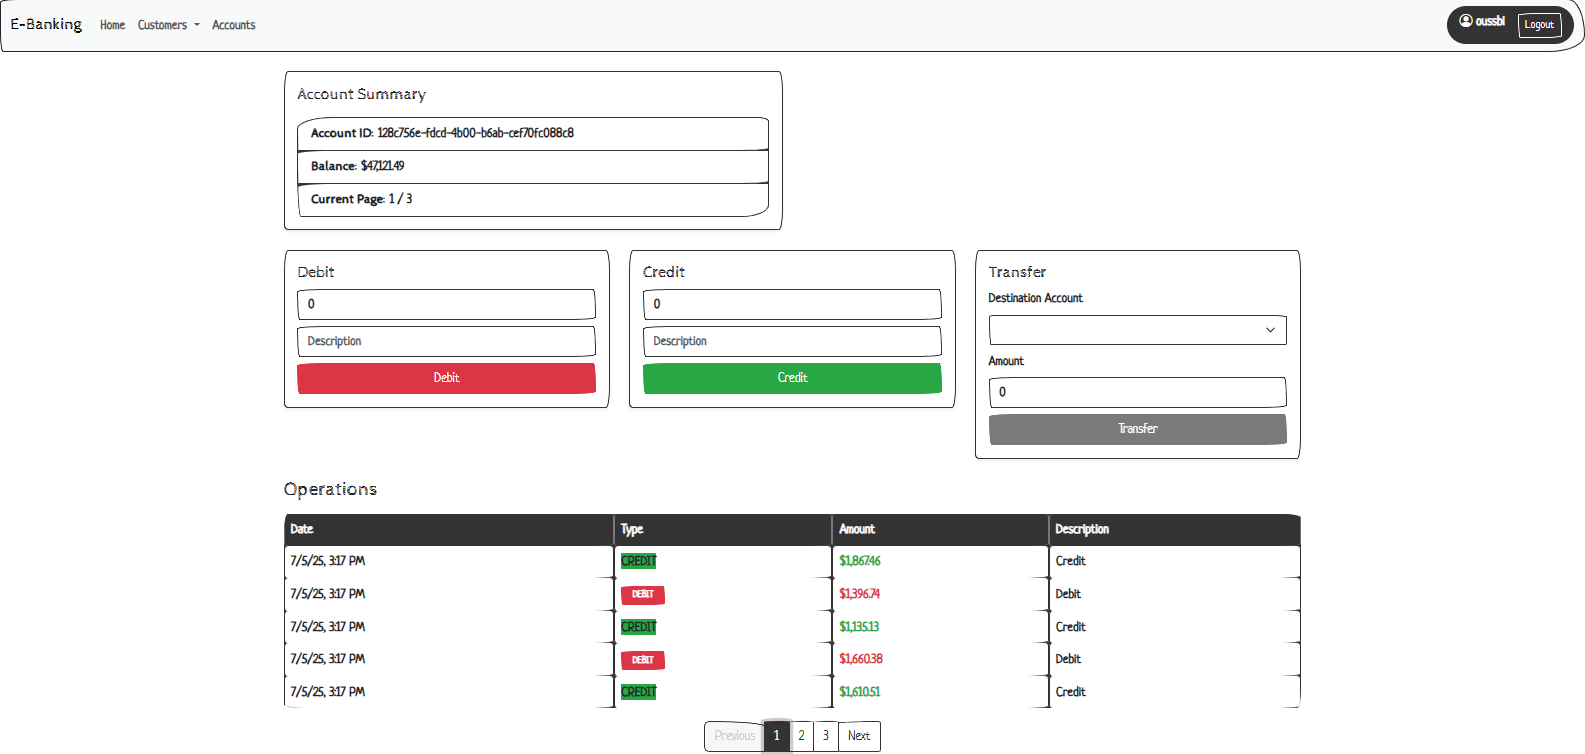 E-Banking Home Customers Accounts oussbi Logout
Account Summary
Account ID: 128c756e-fdcd-4b00-b6ab-cef70fc088c8
Balance: $47,121.49
Current Page: 1 / 3
Debit
0
Description
Debit
Credit
0
Description
Credit
Transfer
Destination Account
Amount
0
Transfer
Operations
Date Type Amount Description
7/5/25, 3:17 PM CREDIT $1,867.46 Credit
7/5/25, 3:17 PM DEBIT $1,396.74 Debit
7/5/25, 3:17 PM CREDIT $1,135.13 Credit
7/5/25, 3:17 PM DEBIT $1,660.38 Debit
7/5/25, 3:17 PM CREDIT $1,610.51 Credit
Previous 1 2 3 Next